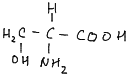 H
H₂C - C - COOH
OH NH₂